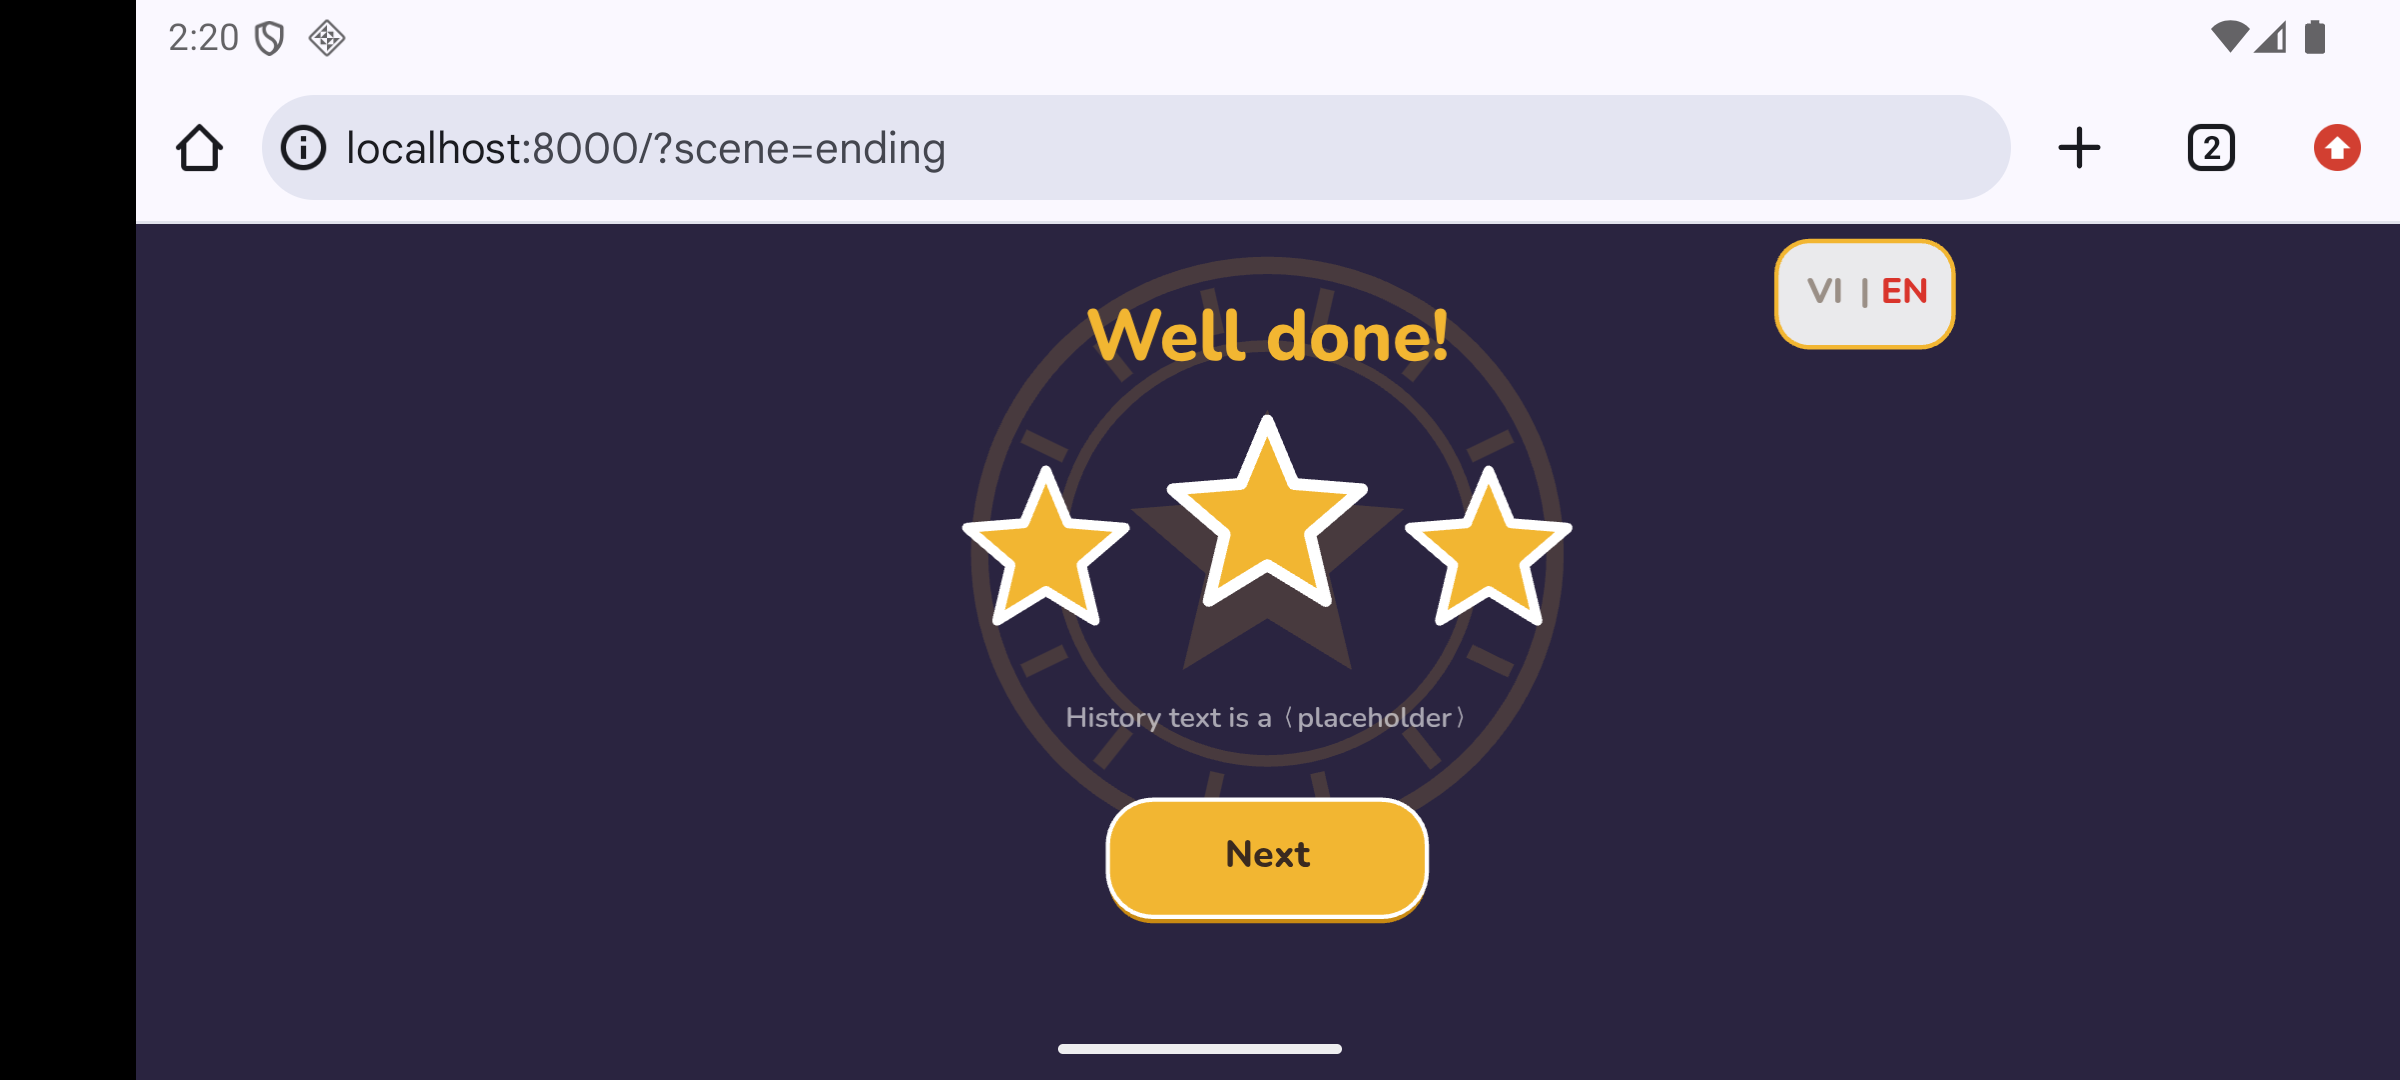 2:20
localhost:8000/?scene=ending
2
VI | EN
Well done!
History text is a ⟨placeholder⟩
Next